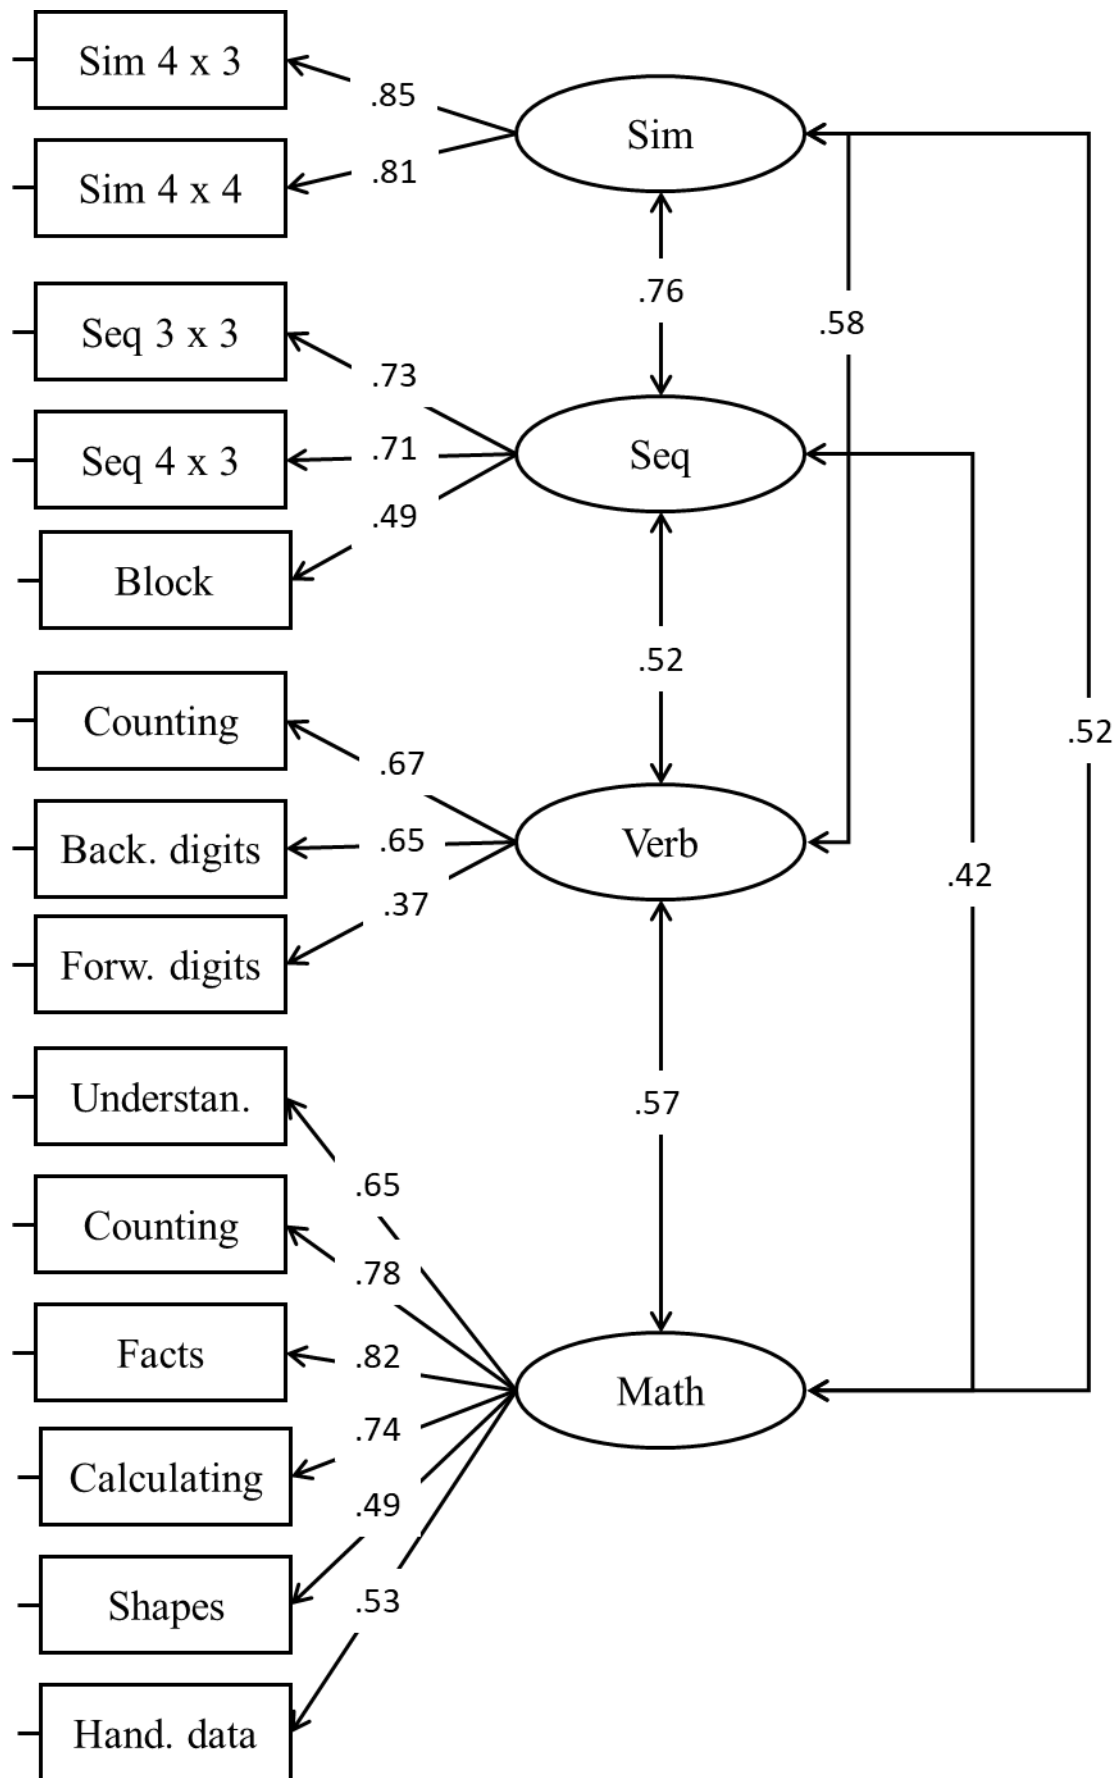 Sim 4 x 3
.85
Sim
.81
Sim 4 x 4
.76
.58
Seq 3 x 3
.73
.71
Seq
Seq 4 x 3
.49
Block
.52
Counting
.67
.52
.65
Verb
Back. digits
.37
.42
Forw. digits
Understan.
.57
.65
Counting
.78
Facts
.82
Math
.74
Calculating
.49
Shapes
.53
Hand. data